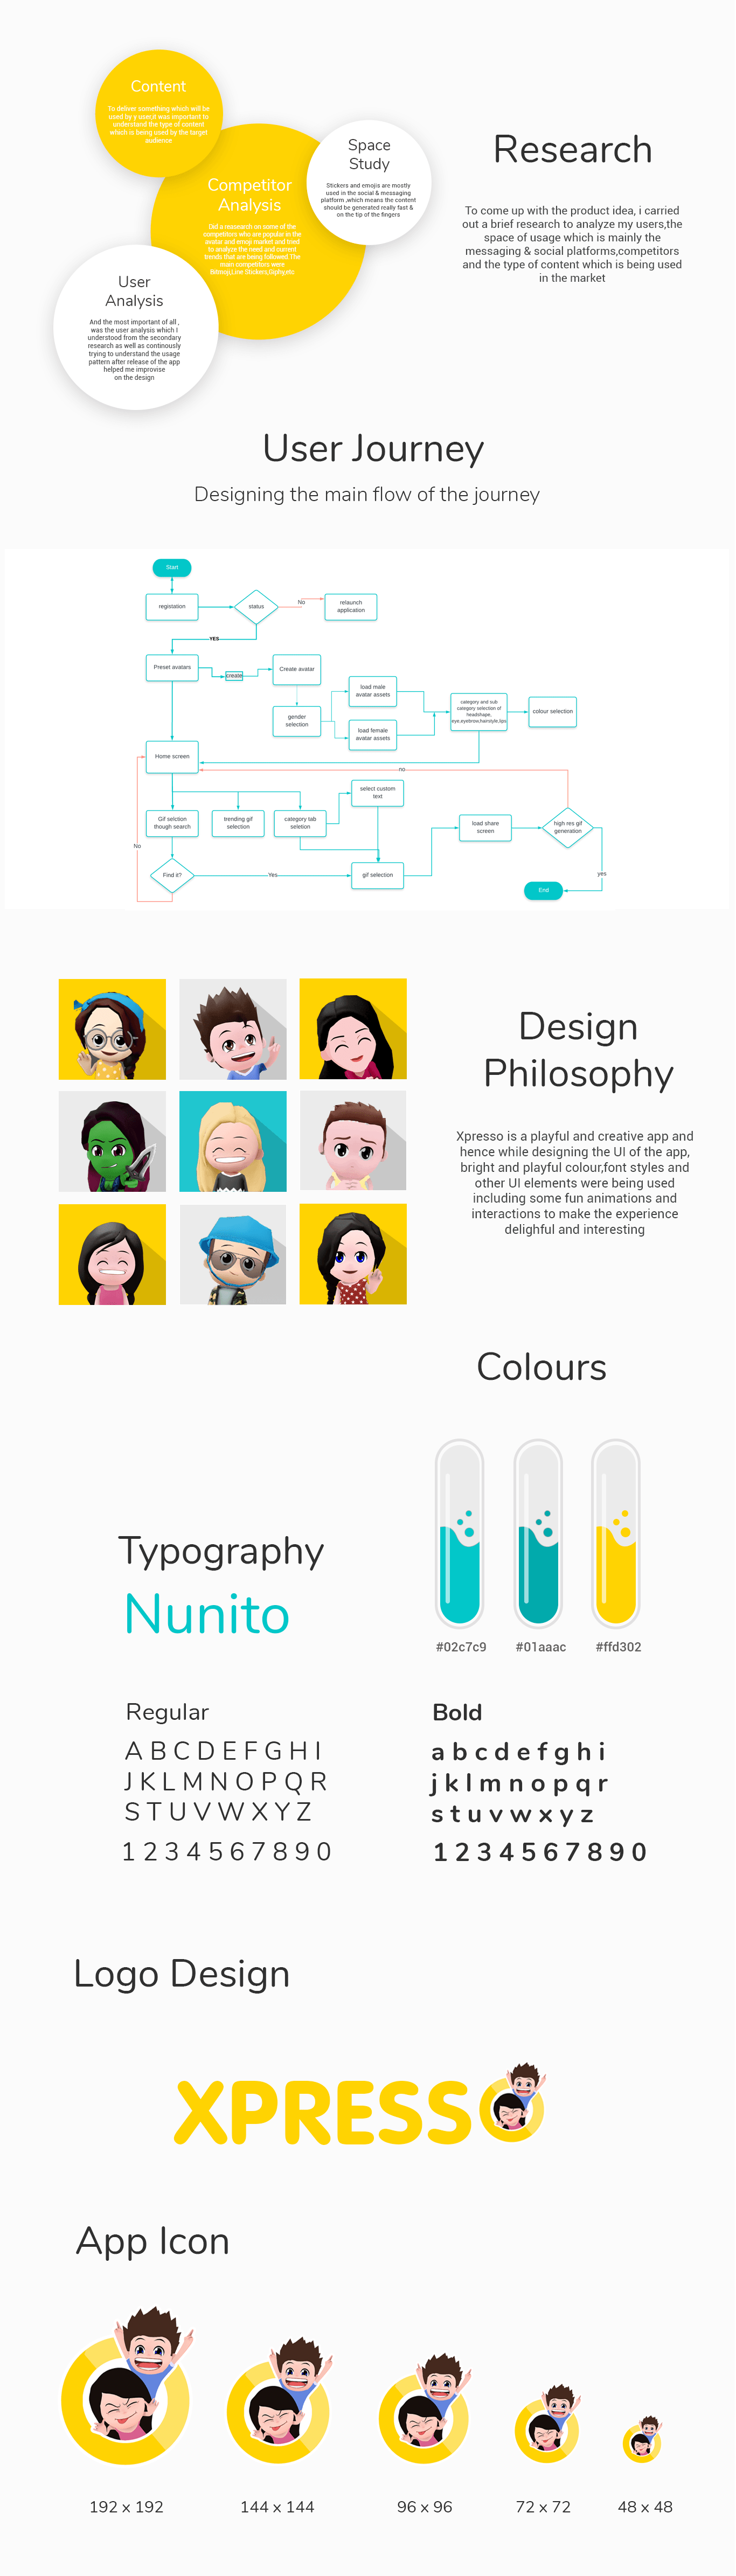 Content
To deliver something which will be
used by y user,it was important to
understand the type of content
which is being used by the target
audience
Competitor
Analysis
Did a reasearch on some of the
competitors who are popular in the
avatar and emoji market and tried
to analyze the need and current
trends that are being followed.The
main competitors were
Bitmoji,Line Stickers,Giphy,etc
Space
Study
Stickers and emojis are mostly
used in the social & messaging
platform ,which means the content
should be generated really fast &
on the tip of the fingers
User
Analysis
And the most important of all ,
was the user analysis which I
understood from the secondary
research as well as continously
trying to understand the usage
pattern after release of the app
helped me improvise
on the design
Research
To come up with the product idea, i carried
out a brief research to analyze my users,the
space of usage which is mainly the
messaging & social platforms,competitors
and the type of content which is being used
in the market
User Journey
Designing the main flow of the journey
Start
registation
status
No
relaunch
application
YES
Preset avatars
create
Create avatar
gender
selection
load male
avatar assets
load female
avatar assets
category and sub
category selection of
headshape,
eye,eyebrow,hairstyle,lips
colour selection
Home screen
no
select custom
text
Gif selction
though search
trending gif
selection
category tab
seletion
load share
screen
high res gif
generation
No
Find it?
Yes
gif selection
yes
End
Design
Philosophy
Xpresso is a playful and creative app and
hence while designing the UI of the app,
bright and playful colour,font styles and
other UI elements were being used
including some fun animations and
interactions to make the experience
delighful and interesting
Colours
#02c7c9
#01aaac
#ffd302
Typography
Nunito
Regular
A B C D E F G H I
J K L M N O P Q R
S T U V W X Y Z
1 2 3 4 5 6 7 8 9 0
Bold
a b c d e f g h i
j k l m n o p q r
s t u v w x y z
1 2 3 4 5 6 7 8 9 0
Logo Design
XPRESSO
App Icon
192 x 192
144 x 144
96 x 96
72 x 72
48 x 48